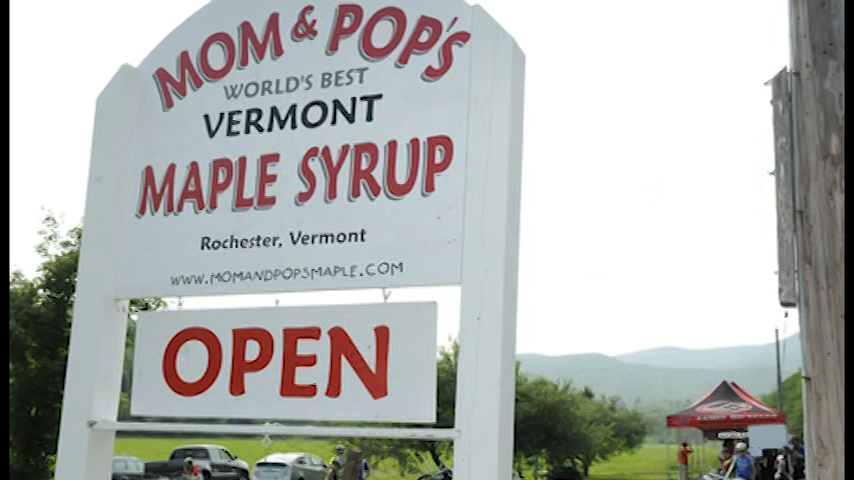 MOM & POP'S
WORLD'S BEST
VERMONT
MAPLE SYRUP
Rochester, Vermont
WWW.MOMANDPOPSMAPLE.COM
OPEN